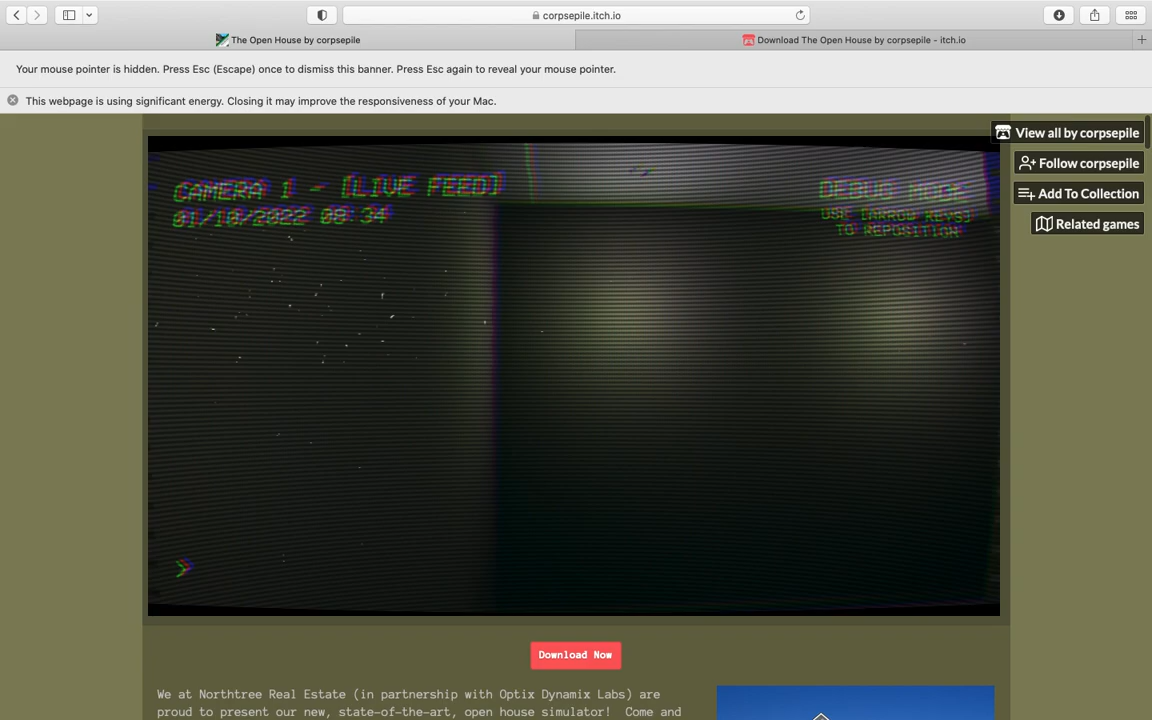 corpsepile.itch.io
The Open House by corpsepile
Download The Open House by corpsepile - itch.io
Your mouse pointer is hidden. Press Esc (Escape) once to dismiss this banner. Press Esc again to reveal your mouse pointer.
This webpage is using significant energy. Closing it may improve the responsiveness of your Mac.
View all by corpsepile
Follow corpsepile
Add To Collection
Related games
CAMERA 1 - [LIVE FEED]
01/10/2022 08:34
DEBUG MODE
USE [ARROW KEYS]
TO REPOSITION
>
Download Now
We at Northtree Real Estate (in partnership with Optix Dynamix Labs) are
proud to present our new, state-of-the-art, open house simulator! Come and